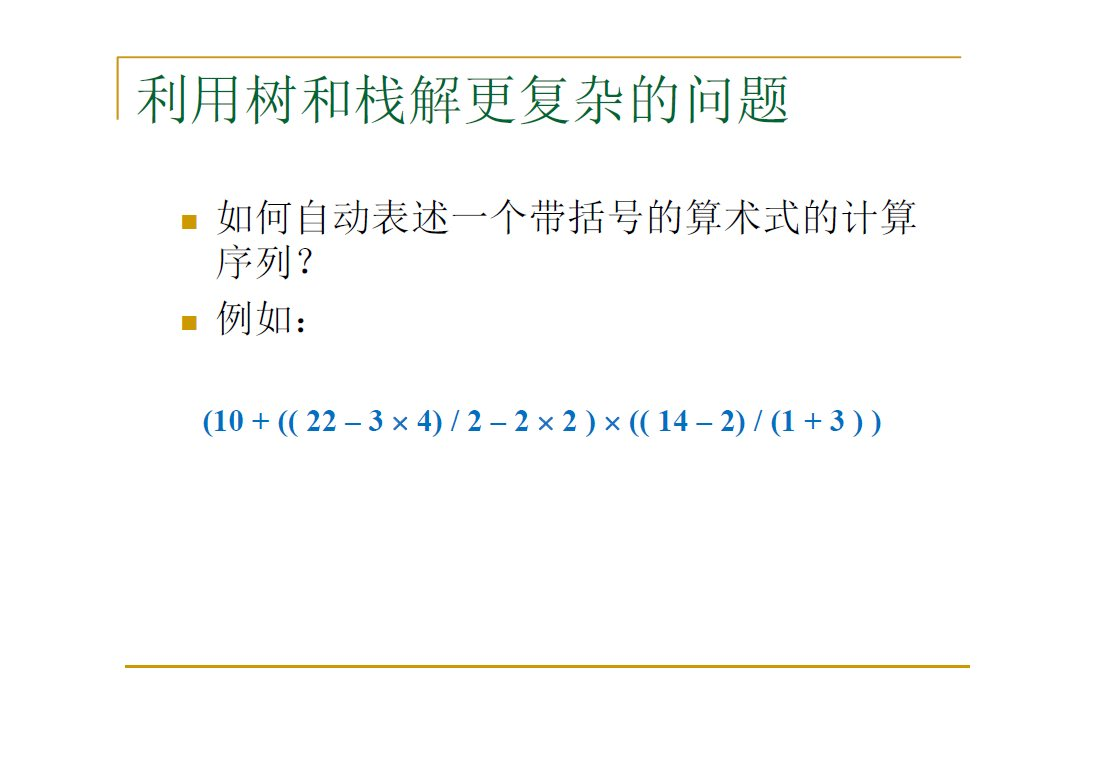 利用树和栈解更复杂的问题
如何自动表述一个带括号的算术式的计算
序列?
例如：
(10 + (( 22 – 3 × 4) / 2 – 2 × 2 ) × (( 14 – 2) / (1 + 3 ) )